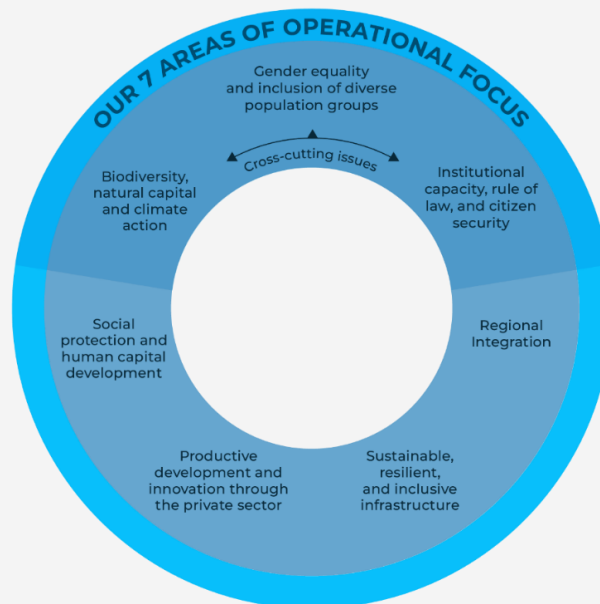 OUR 7 AREAS OF OPERATIONAL FOCUS
Gender equality
and inclusion of diverse
population groups
Cross-cutting issues
Biodiversity,
natural capital
and climate
action
Institutional
capacity, rule of
law, and citizen
security
Social
protection and
human capital
development
Regional
Integration
Productive
development and
innovation through
the private sector
Sustainable,
resilient,
and inclusive
infrastructure